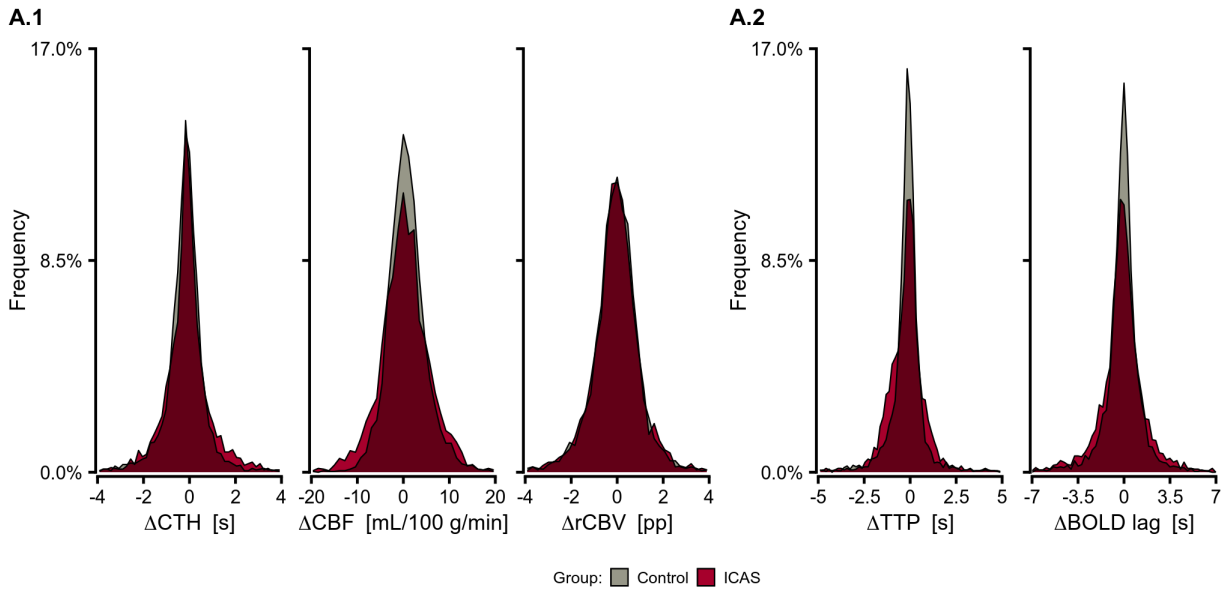 A.1
A.2
17.0%
17.0%
Frequency
Frequency
8.5%
8.5%
0.0%
0.0%
-4 -2 0 2 4
-20 -10 0 10 20
-4 -2 0 2 4
-5 -2.5 0 2.5 5
-7 -3.5 0 3.5 7
ΔCTH [s]
ΔCBF [mL/100 g/min]
ΔrCBV [pp]
ΔTTP [s]
ΔBOLD lag [s]
Group: Control ICAS